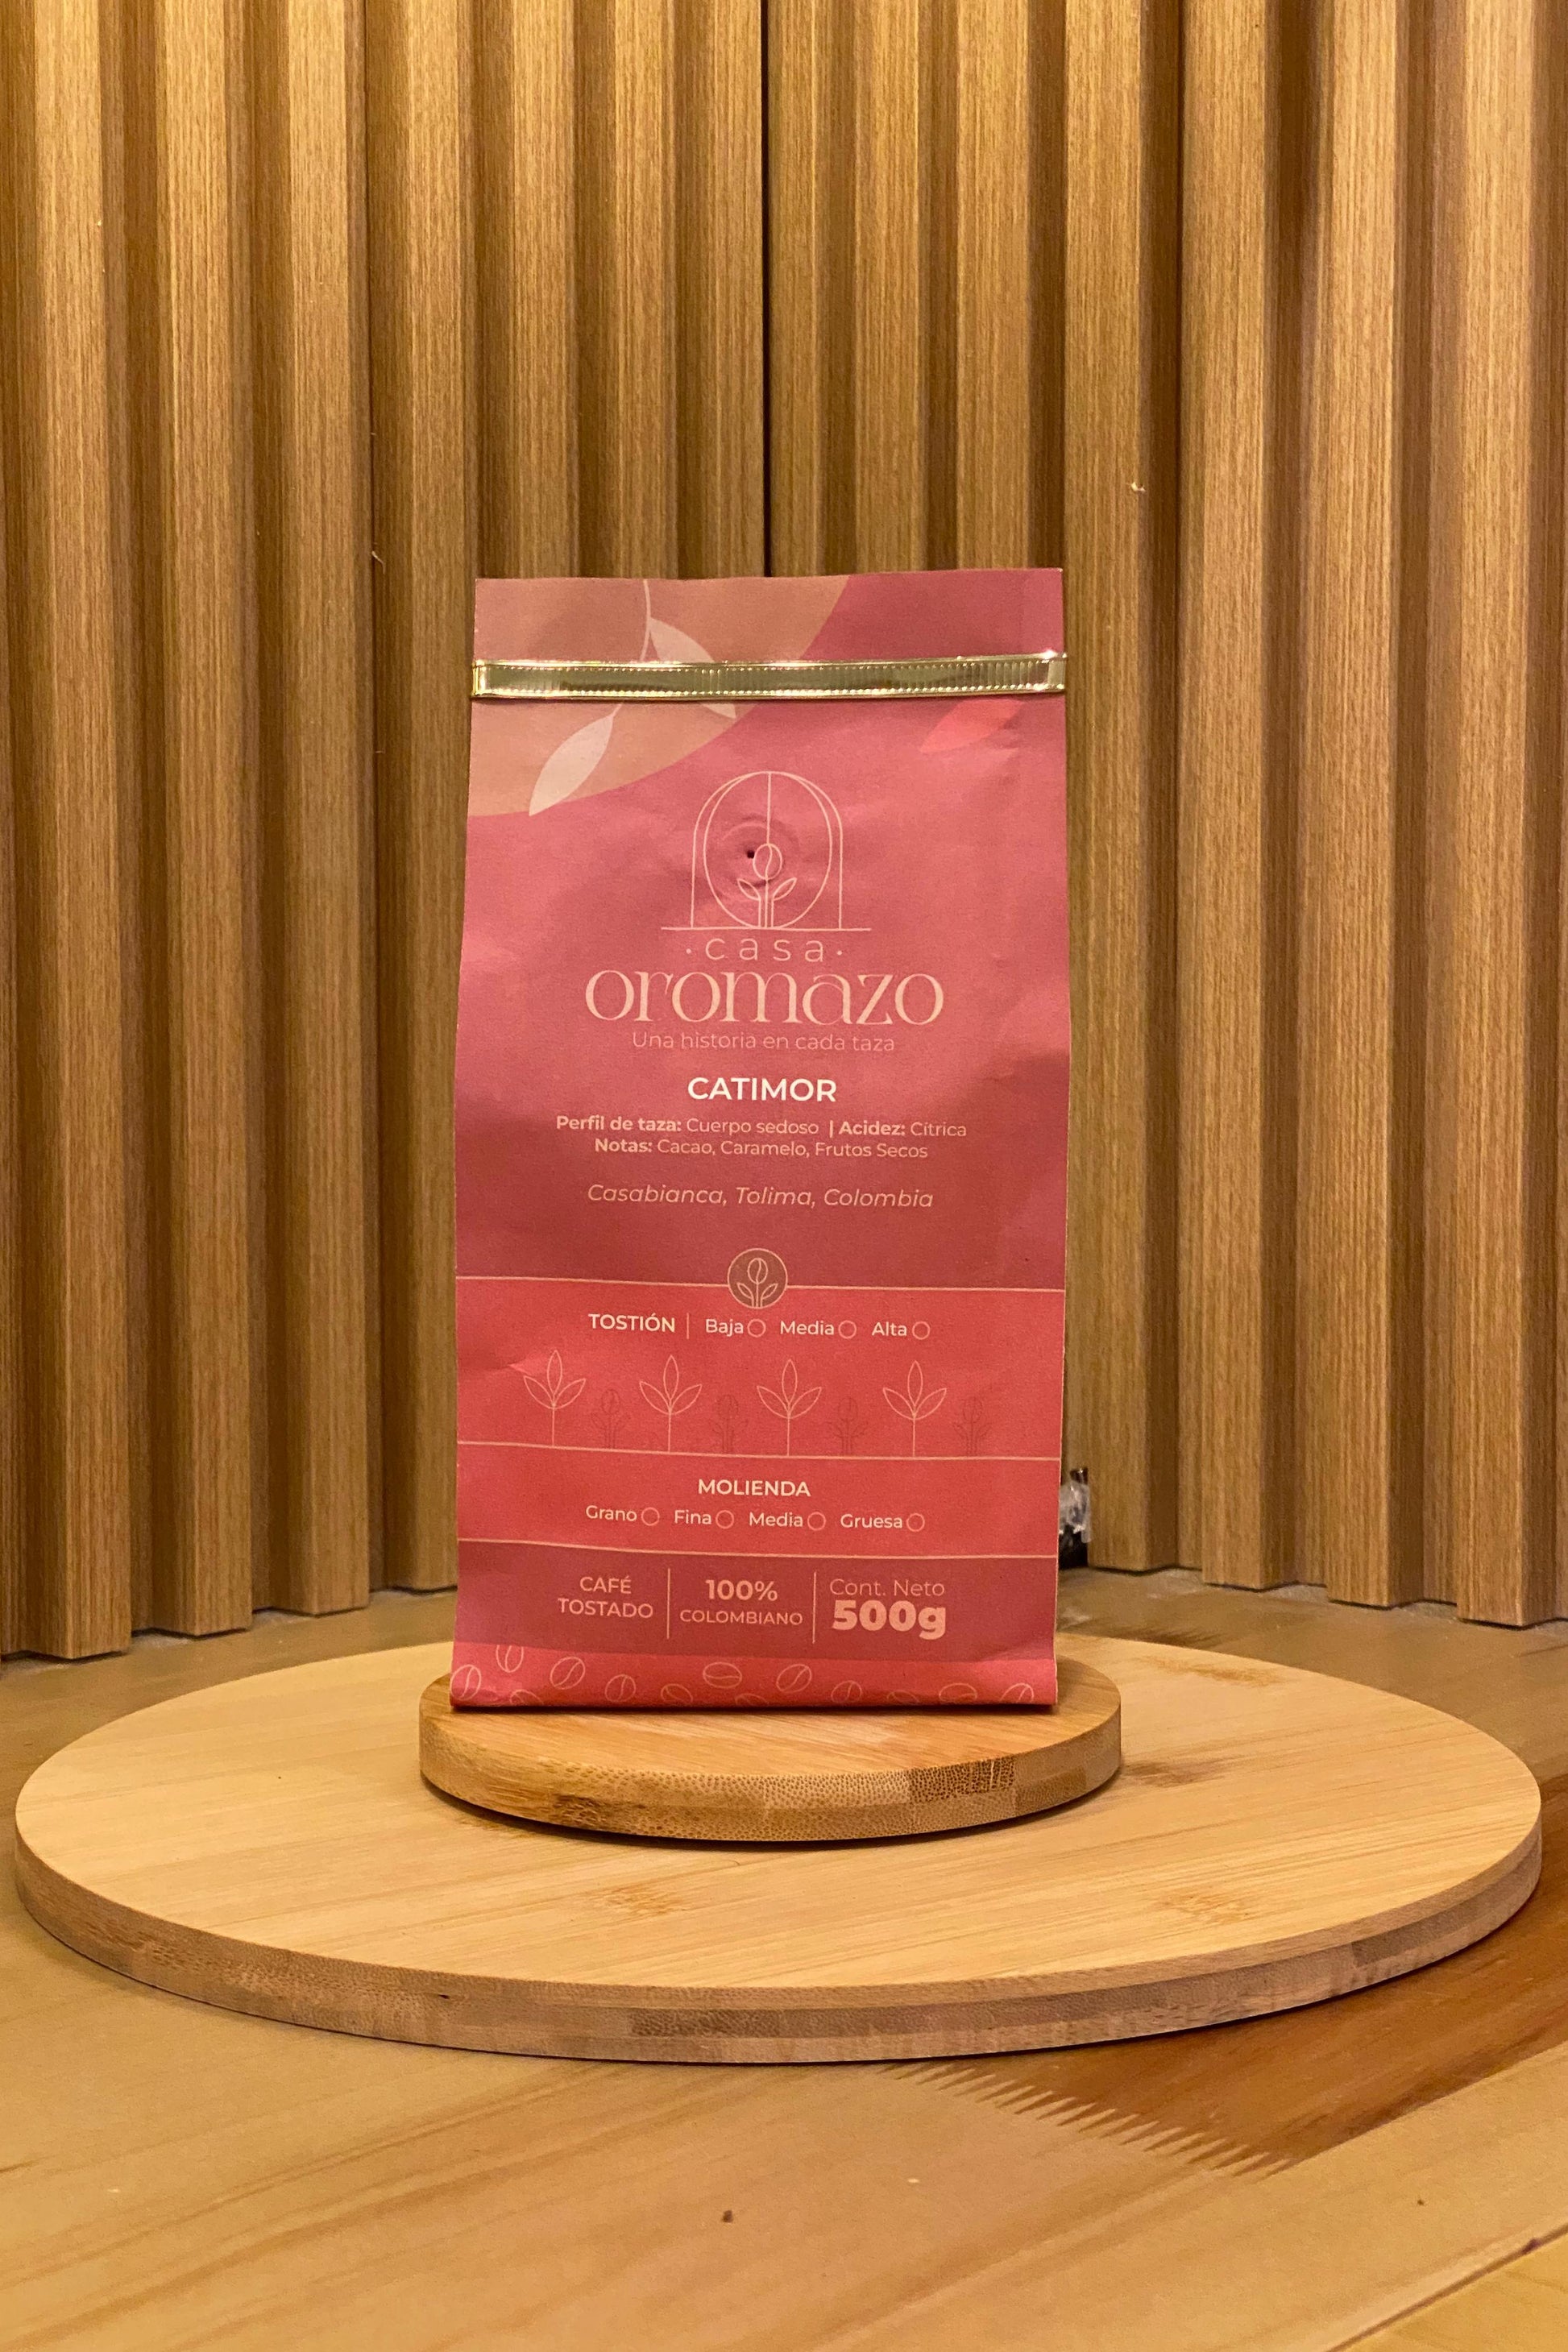 · casa ·
oromazo
Una historia en cada taza
CATIMOR
Perfil de taza: Cuerpo sedoso | Acidez: Cítrica
Notas: Cacao, Caramelo, Frutos Secos
Casabianca, Tolima, Colombia
TOSTIÓN | Baja Media Alta
MOLIENDA
Grano Fina Media Gruesa
CAFÉ TOSTADO
100% COLOMBIANO
Cont. Neto
500g